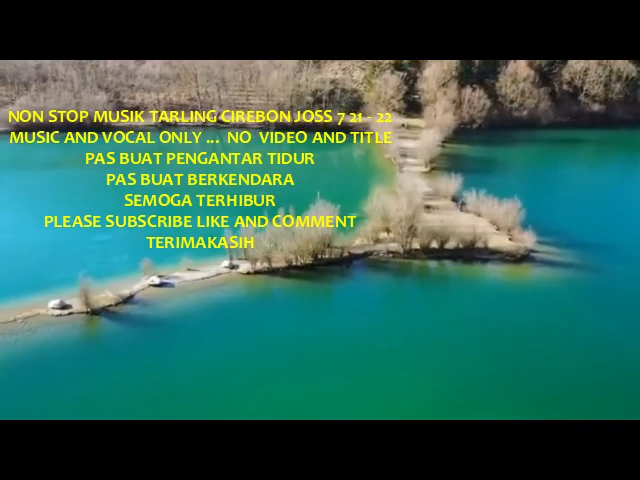 NON STOP MUSIK TARLING CIREBON JOSS 7 21 - 22
MUSIC AND VOCAL ONLY ... NO VIDEO AND TITLE
PAS BUAT PENGANTAR TIDUR
PAS BUAT BERKENDARA
SEMOGA TERHIBUR
PLEASE SUBSCRIBE LIKE AND COMMENT
TERIMAKASIH